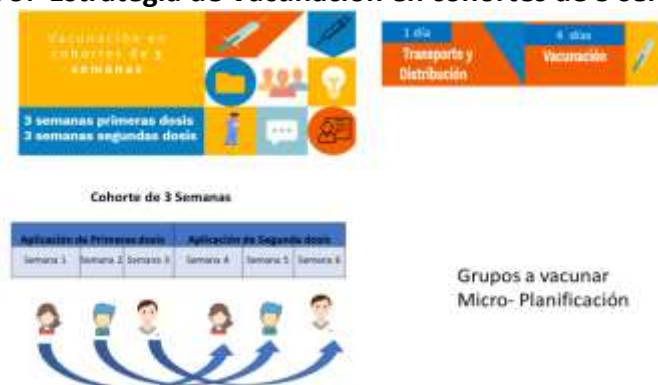 Estrategia de Vacunación en cohortes de 3
Vacunación en
cohortes de 3
semanas
3 semanas primeras dosis
3 semanas segundas dosis
1 día
Transporte y
Distribución
4 días
Vacunación
Cohorte de 3 Semanas
Aplicación de Primeras dosis
Aplicación de Segunda dosis
Semana 1
Semana 2
Semana 3
Semana 4
Semana 5
Semana 6
Grupos a vacunar
Micro- Planificación